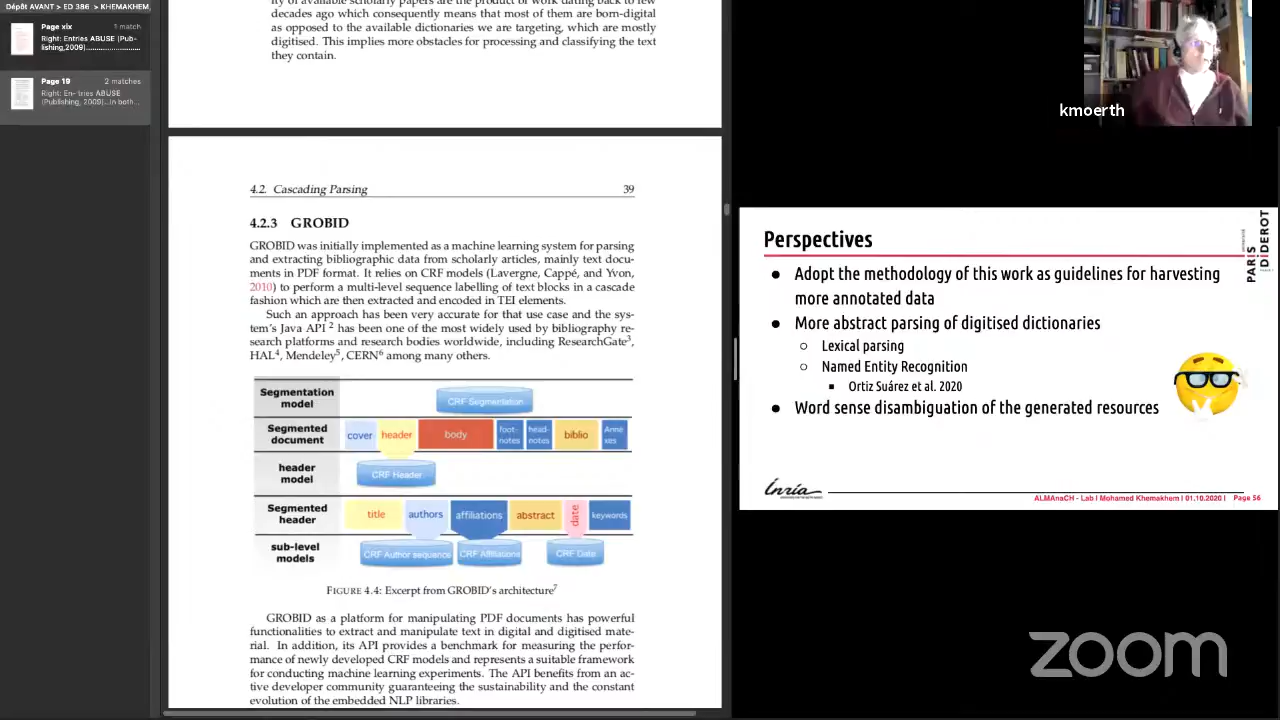 Dépôt AVANT > ED 386 > KHEMAKHEM
Page xix 1 match
Right: Entries ABUSE (Pub-
lishing,2009)
Page 19 2 matches
Right: En- tries ABUSE
(Publishing, 2009)...in both...
ity of available scholarly papers are the product of work dating back to few
decades ago which consequently means that most of them are born-digital
as opposed to the available dictionaries we are targeting, which are mostly
digitised. This implies more obstacles for processing and classifying the text
they contain.
4.2. Cascading Parsing 39
4.2.3 GROBID
GROBID was initially implemented as a machine learning system for parsing
and extracting bibliographic data from scholarly articles, mainly text docu-
ments in PDF format. It relies on CRF models (Lavergne, Cappé, and Yvon,
2010) to perform a multi-level sequence labelling of text blocks in a cascade
fashion which are then extracted and encoded in TEI elements.
Such an approach has been very accurate for that use case and the sys-
tem's Java API 2 has been one of the most widely used by bibliography re-
search platforms and research bodies worldwide, including ResearchGate3,
HAL4, Mendeley5, CERN6 among many others.
Segmentation
model
CRF Segmentation
Segmented
document
cover
header
body
foot-
notes
head-
notes
biblio
Anne
xes
header
model
CRF Header
Segmented
header
title
authors
affiliations
abstract
date
keywords
sub-level
models
CRF Author sequence
CRF Affiliations
CRF Date
FIGURE 4.4: Excerpt from GROBID's architecture7
GROBID as a platform for manipulating PDF documents has powerful
functionalities to extract and manipulate text in digital and digitised mate-
rial. In addition, its API provides a benchmark for measuring the perfor-
mance of newly developed CRF models and represents a suitable framework
for conducting machine learning experiments. The API benefits from an ac-
tive developer community guaranteeing the sustainability and the constant
evolution of the embedded NLP libraries.
kmoerth
Perspectives
PARIS
DIDEROT
● Adopt the methodology of this work as guidelines for harvesting
more annotated data
● More abstract parsing of digitised dictionaries
○ Lexical parsing
○ Named Entity Recognition
■ Ortiz Suárez et al. 2020
● Word sense disambiguation of the generated resources
Inria
ALMAnaCH - Lab I Mohamed Khemakhem I 01.10.2020 I Page 56
zoom